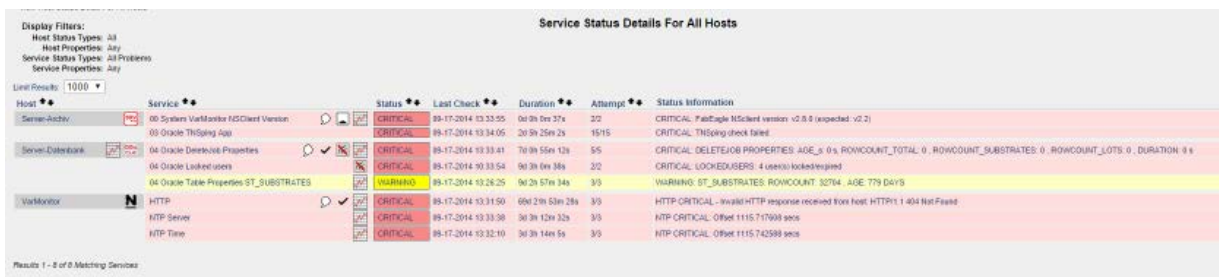 Service Status Details For All Hosts
Display Filters:
Host Status Types: All
Host Properties: Any
Service Status Types: All Problems
Service Properties: Any
Limit Results: 1000
Host Service Status Last Check Duration Attempt Status Information
Server-Archiv 00 System VarMonitor NSClient Version CRITICAL 09-17-2014 13:33:55 0d 0h 0m 37s 2/2 CRITICAL: FabEagle NSclient version: v2.8.0 (expected: v2.2)
03 Oracle TNSping App CRITICAL 09-17-2014 13:34:05 2d 5h 25m 2s 15/15 CRITICAL: TNSping check failed
Server-Datenbank 04 Oracle DeleteJob Properties CRITICAL 09-17-2014 13:33:41 7d 0h 55m 12s 5/5 CRITICAL: DELETEJOB PROPERTIES: AGE_s: 0 s, ROWCOUNT_TOTAL: 0, ROWCOUNT_SUBSTRATES: 0, ROWCOUNT_LOTS: 0, DURATION: 0 s
04 Oracle Locked users CRITICAL 09-17-2014 13:33:54 9d 3h 0m 38s 2/2 CRITICAL: LOCKEDUSERS: 4 user(s) locked/expired
04 Oracle Table Properties ST_SUBSTRATES WARNING 09-17-2014 13:26:25 9d 2h 57m 34s 3/3 WARNING: ST_SUBSTRATES: ROWCOUNT: 32704, AGE: 779 DAYS
VarMonitor N HTTP CRITICAL 09-17-2014 13:31:50 69d 21h 53m 28s 3/3 HTTP CRITICAL - Invalid HTTP response received from host: HTTP/1.1 404 Not Found
NTP Server CRITICAL 09-17-2014 13:33:38 3d 3h 12m 32s 3/3 NTP CRITICAL: Offset 1115.717608 secs
NTP Time CRITICAL 09-17-2014 13:32:10 3d 3h 14m 5s 3/3 NTP CRITICAL: Offset 1115.742588 secs
Results 1 - 8 of 8 Matching Services